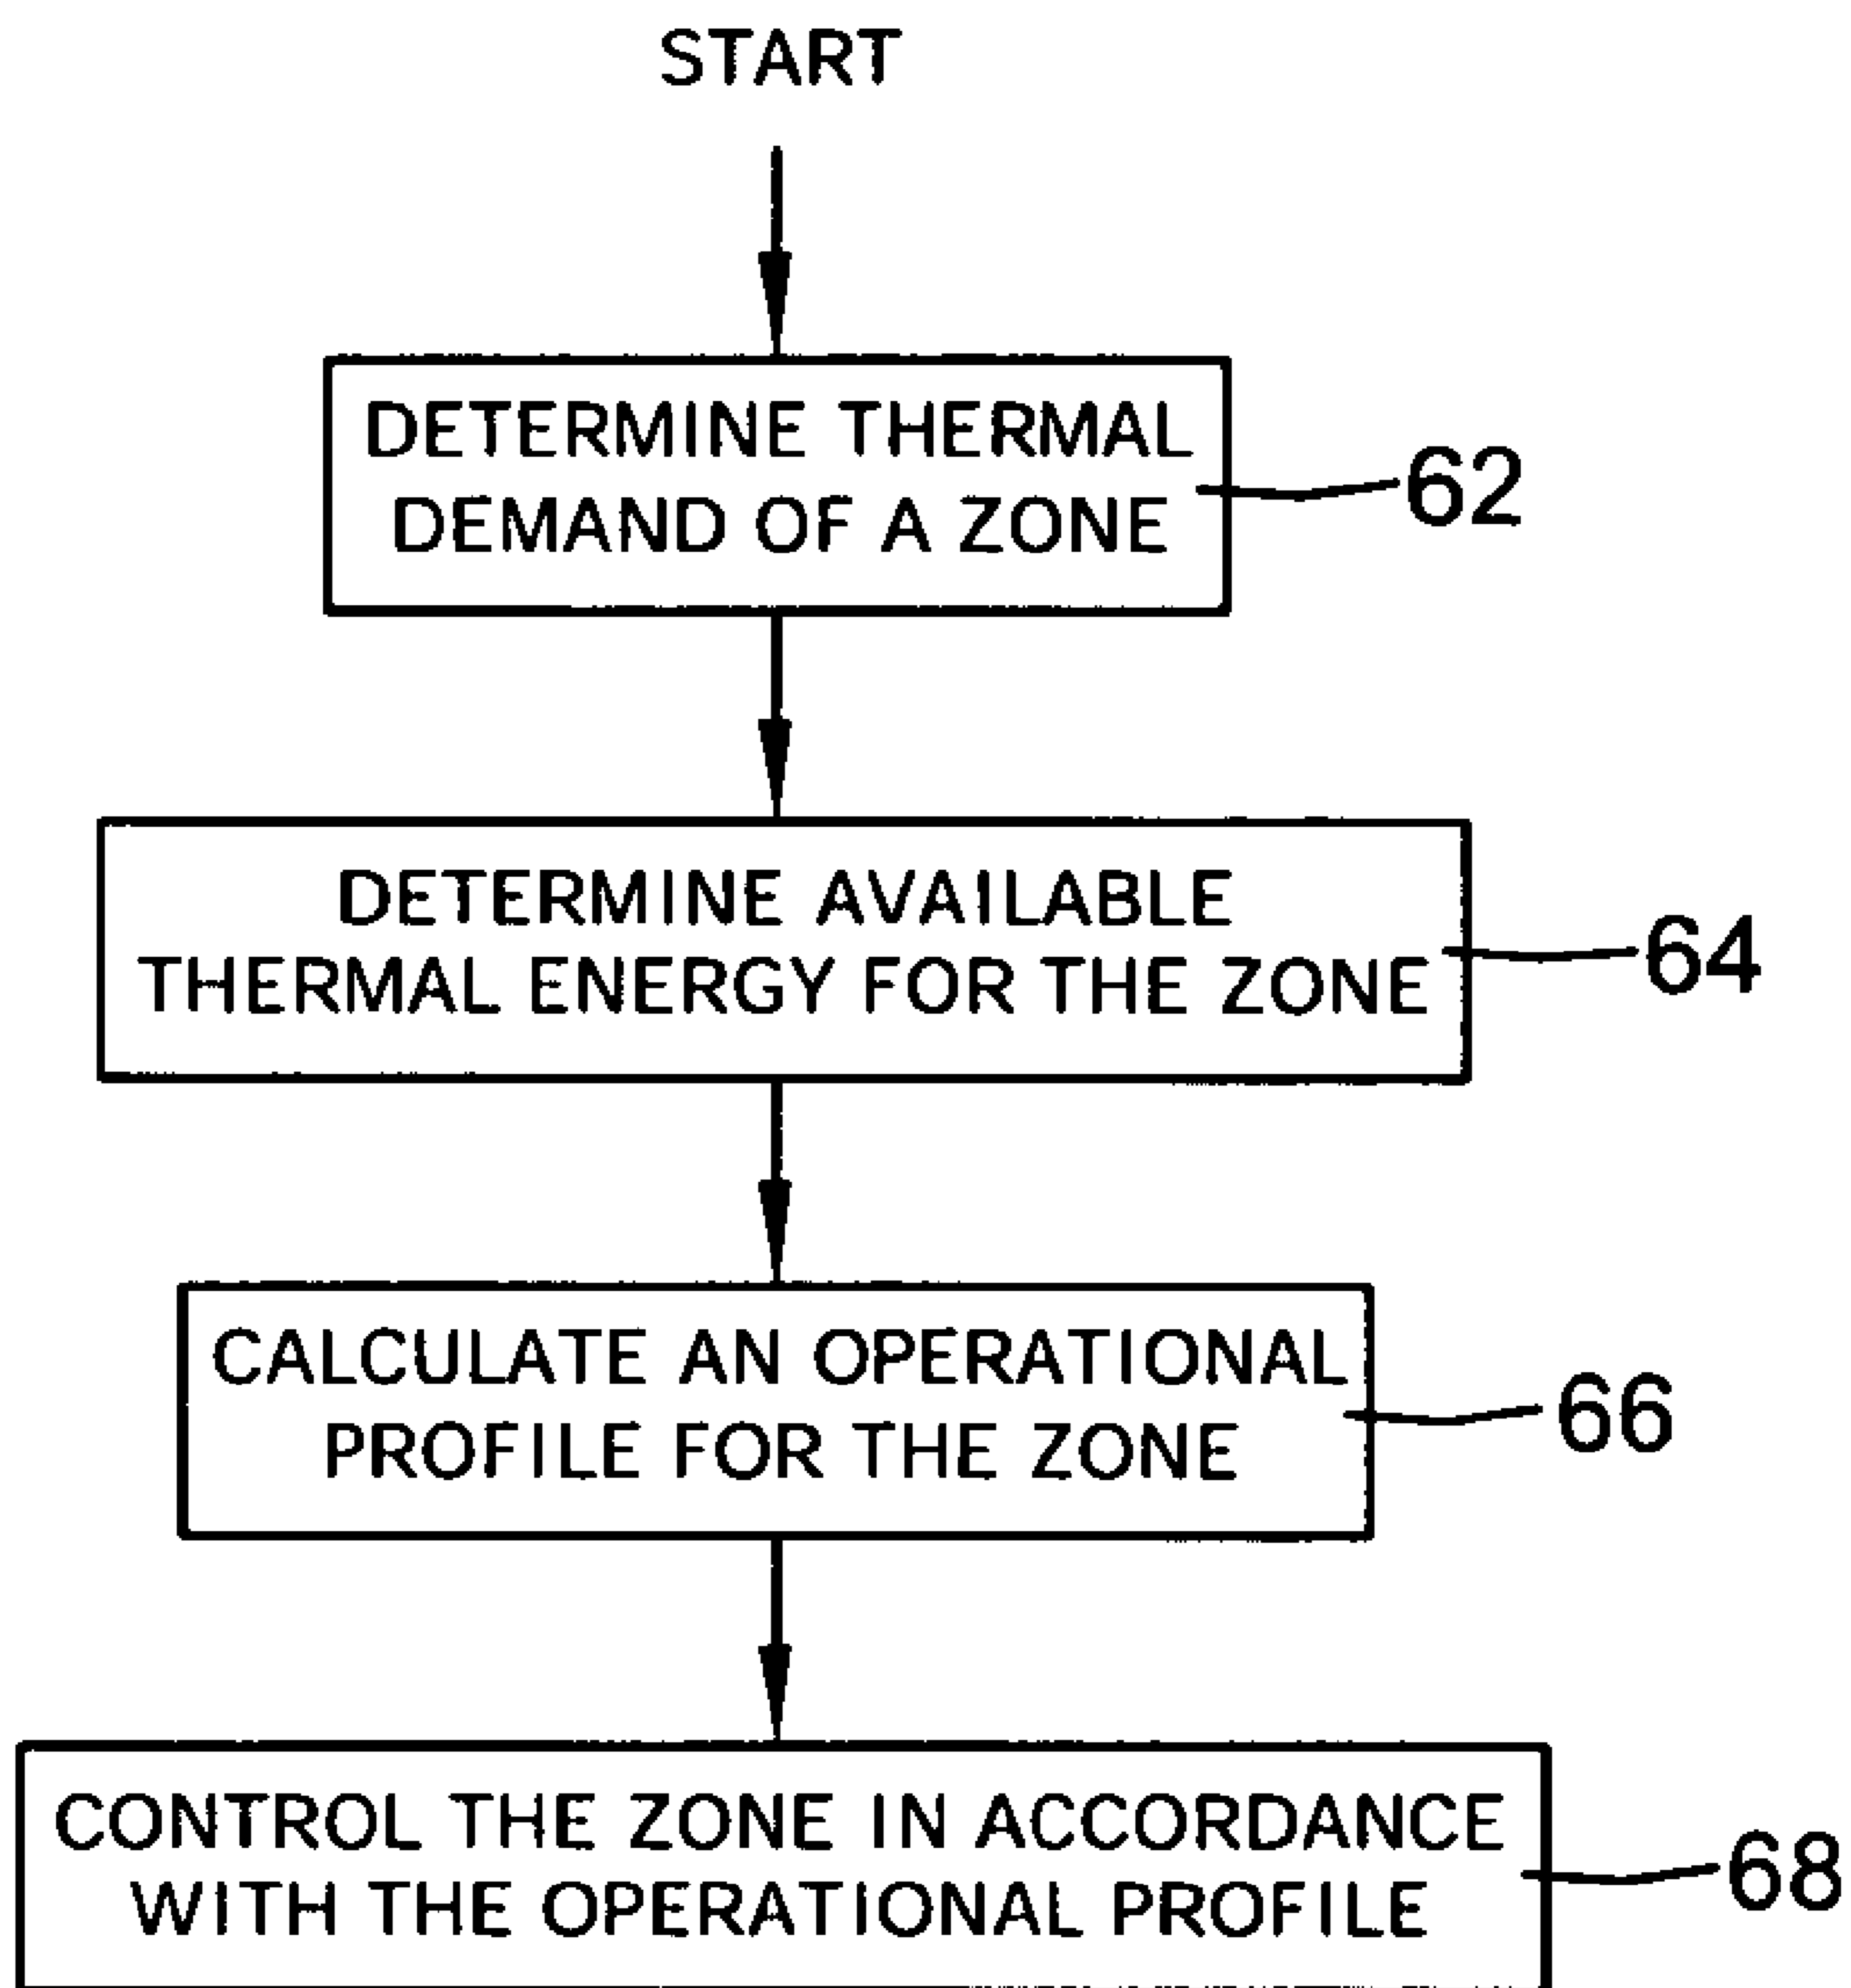 START
DETERMINE THERMAL
DEMAND OF A ZONE
62
DETERMINE AVAILABLE
THERMAL ENERGY FOR THE ZONE
64
CALCULATE AN OPERATIONAL
PROFILE FOR THE ZONE
66
CONTROL THE ZONE IN ACCORDANCE
WITH THE OPERATIONAL PROFILE
68